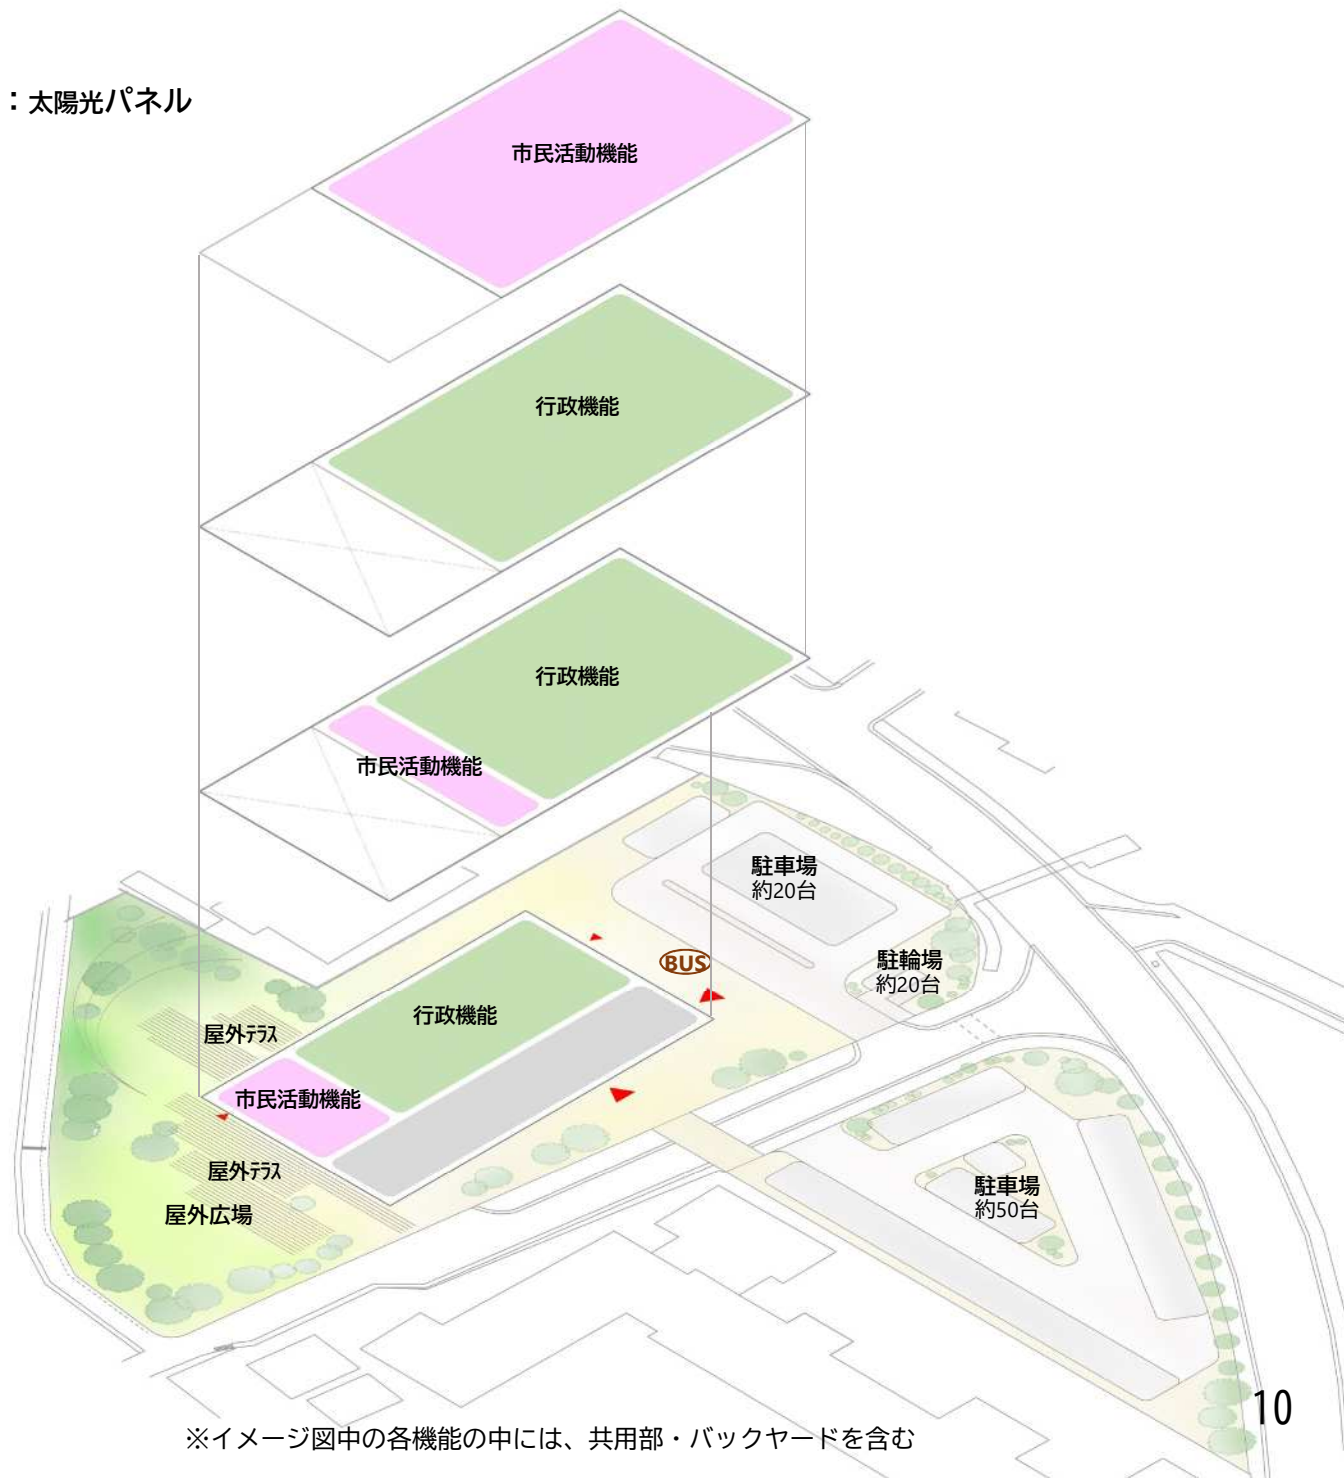 ：太陽光パネル
市民活動機能
行政機能
行政機能
市民活動機能
駐車場
約20台
BUS
駐輪場
約20台
行政機能
屋外テラス
市民活動機能
屋外テラス
屋外広場
駐車場
約50台
※イメージ図中の各機能の中には、共用部・バックヤードを含む
10